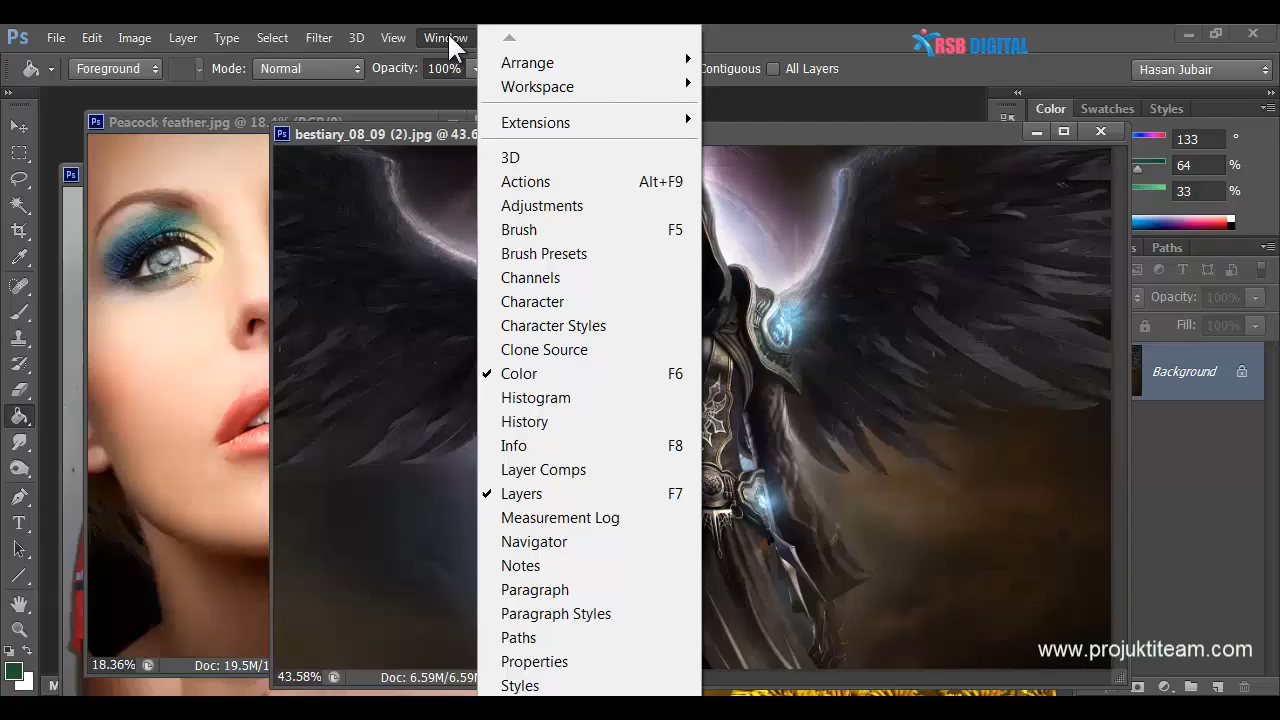 Ps File Edit Image Layer Type Select Filter 3D View Window
RSB DIGITAL
Foreground Mode: Normal Opacity: 100% Contiguous All Layers Hasan Jubair
Arrange
Workspace
Extensions
3D
Actions Alt+F9
Adjustments
Brush F5
Brush Presets
Channels
Character
Character Styles
Clone Source
Color F6
Histogram
History
Info F8
Layer Comps
Layers F7
Measurement Log
Navigator
Notes
Paragraph
Paragraph Styles
Paths
Properties
Styles
Ps Peacock feather.jpg @ 18.4% (RGB/8)
Ps bestiary_08_09 (2).jpg @ 43.6
Ps
18.36% Doc: 19.5M/1
43.58% Doc: 6.59M/6.59M
M
Color Swatches Styles
133 °
64 %
33 %
s Paths
Opacity: 100%
Fill: 100%
Background
www.projuktiteam.com